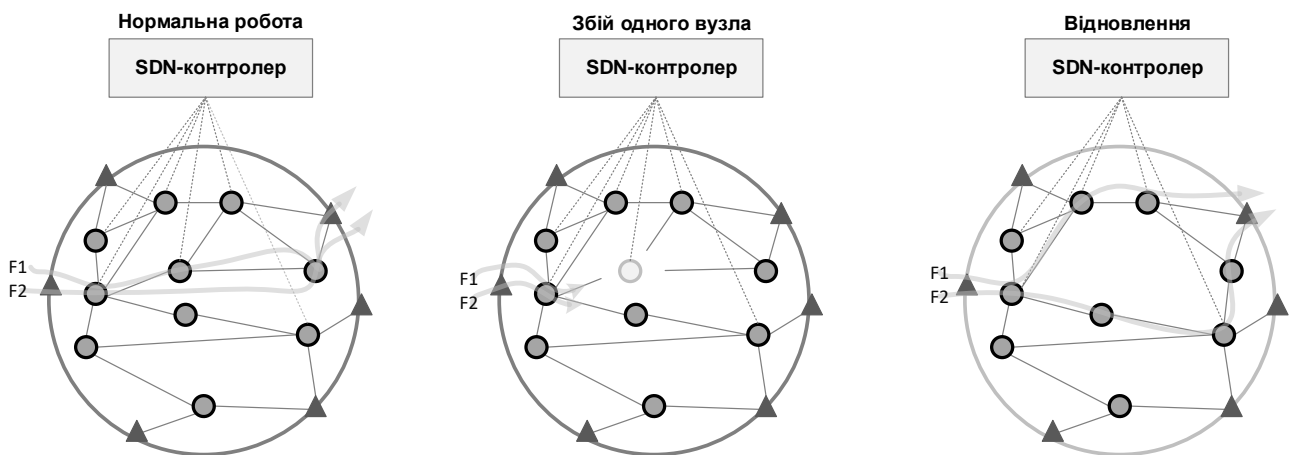 Нормальна робота
SDN-контролер
F1
F2
Збій одного вузла
SDN-контролер
F1
F2
Відновлення
SDN-контролер
F1
F2